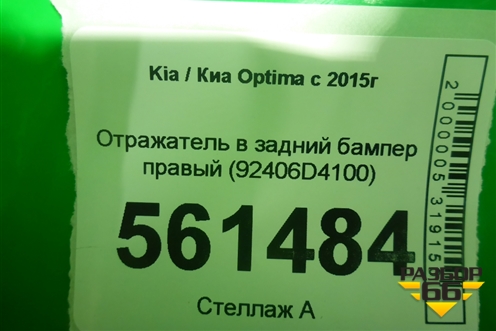 Kia / Киа Optima с 2015г
Отражатель в задний бампер
правый (92406D4100)
561484
Стеллаж А
РАЗБОР
66